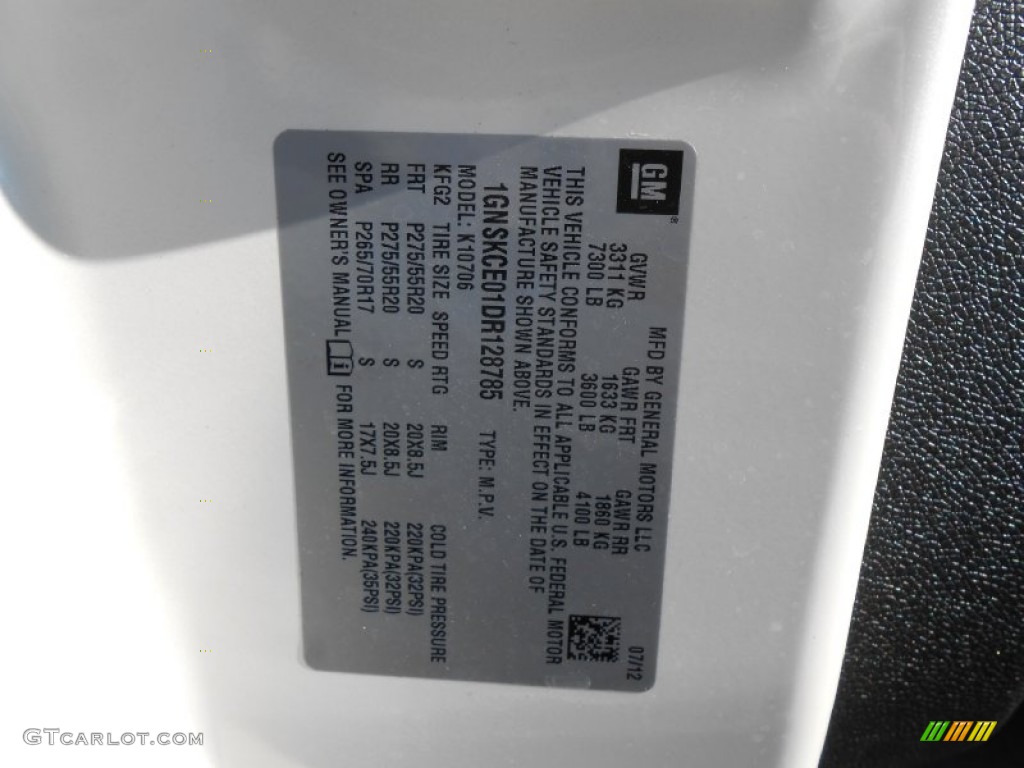 GM®
MFD BY GENERAL MOTORS LLC 07/12
GVWR GAWR FRT GAWR RR
3311 KG 1633 KG 1860 KG
7300 LB 3600 LB 4100 LB
THIS VEHICLE CONFORMS TO ALL APPLICABLE U.S. FEDERAL MOTOR
VEHICLE SAFETY STANDARDS IN EFFECT ON THE DATE OF
MANUFACTURE SHOWN ABOVE.
1GNSKCE01DR128785 TYPE: M.P.V.
MODEL: K10706
KFG2 TIRE SIZE SPEED RTG RIM COLD TIRE PRESSURE
FRT P275/55R20 S 20X8.5J 220KPA(32PSI)
RR P275/55R20 S 20X8.5J 220KPA(32PSI)
SPA P265/70R17 S 17X7.5J 240KPA(35PSI)
SEE OWNER'S MANUAL FOR MORE INFORMATION.
GTCARLOT.COM